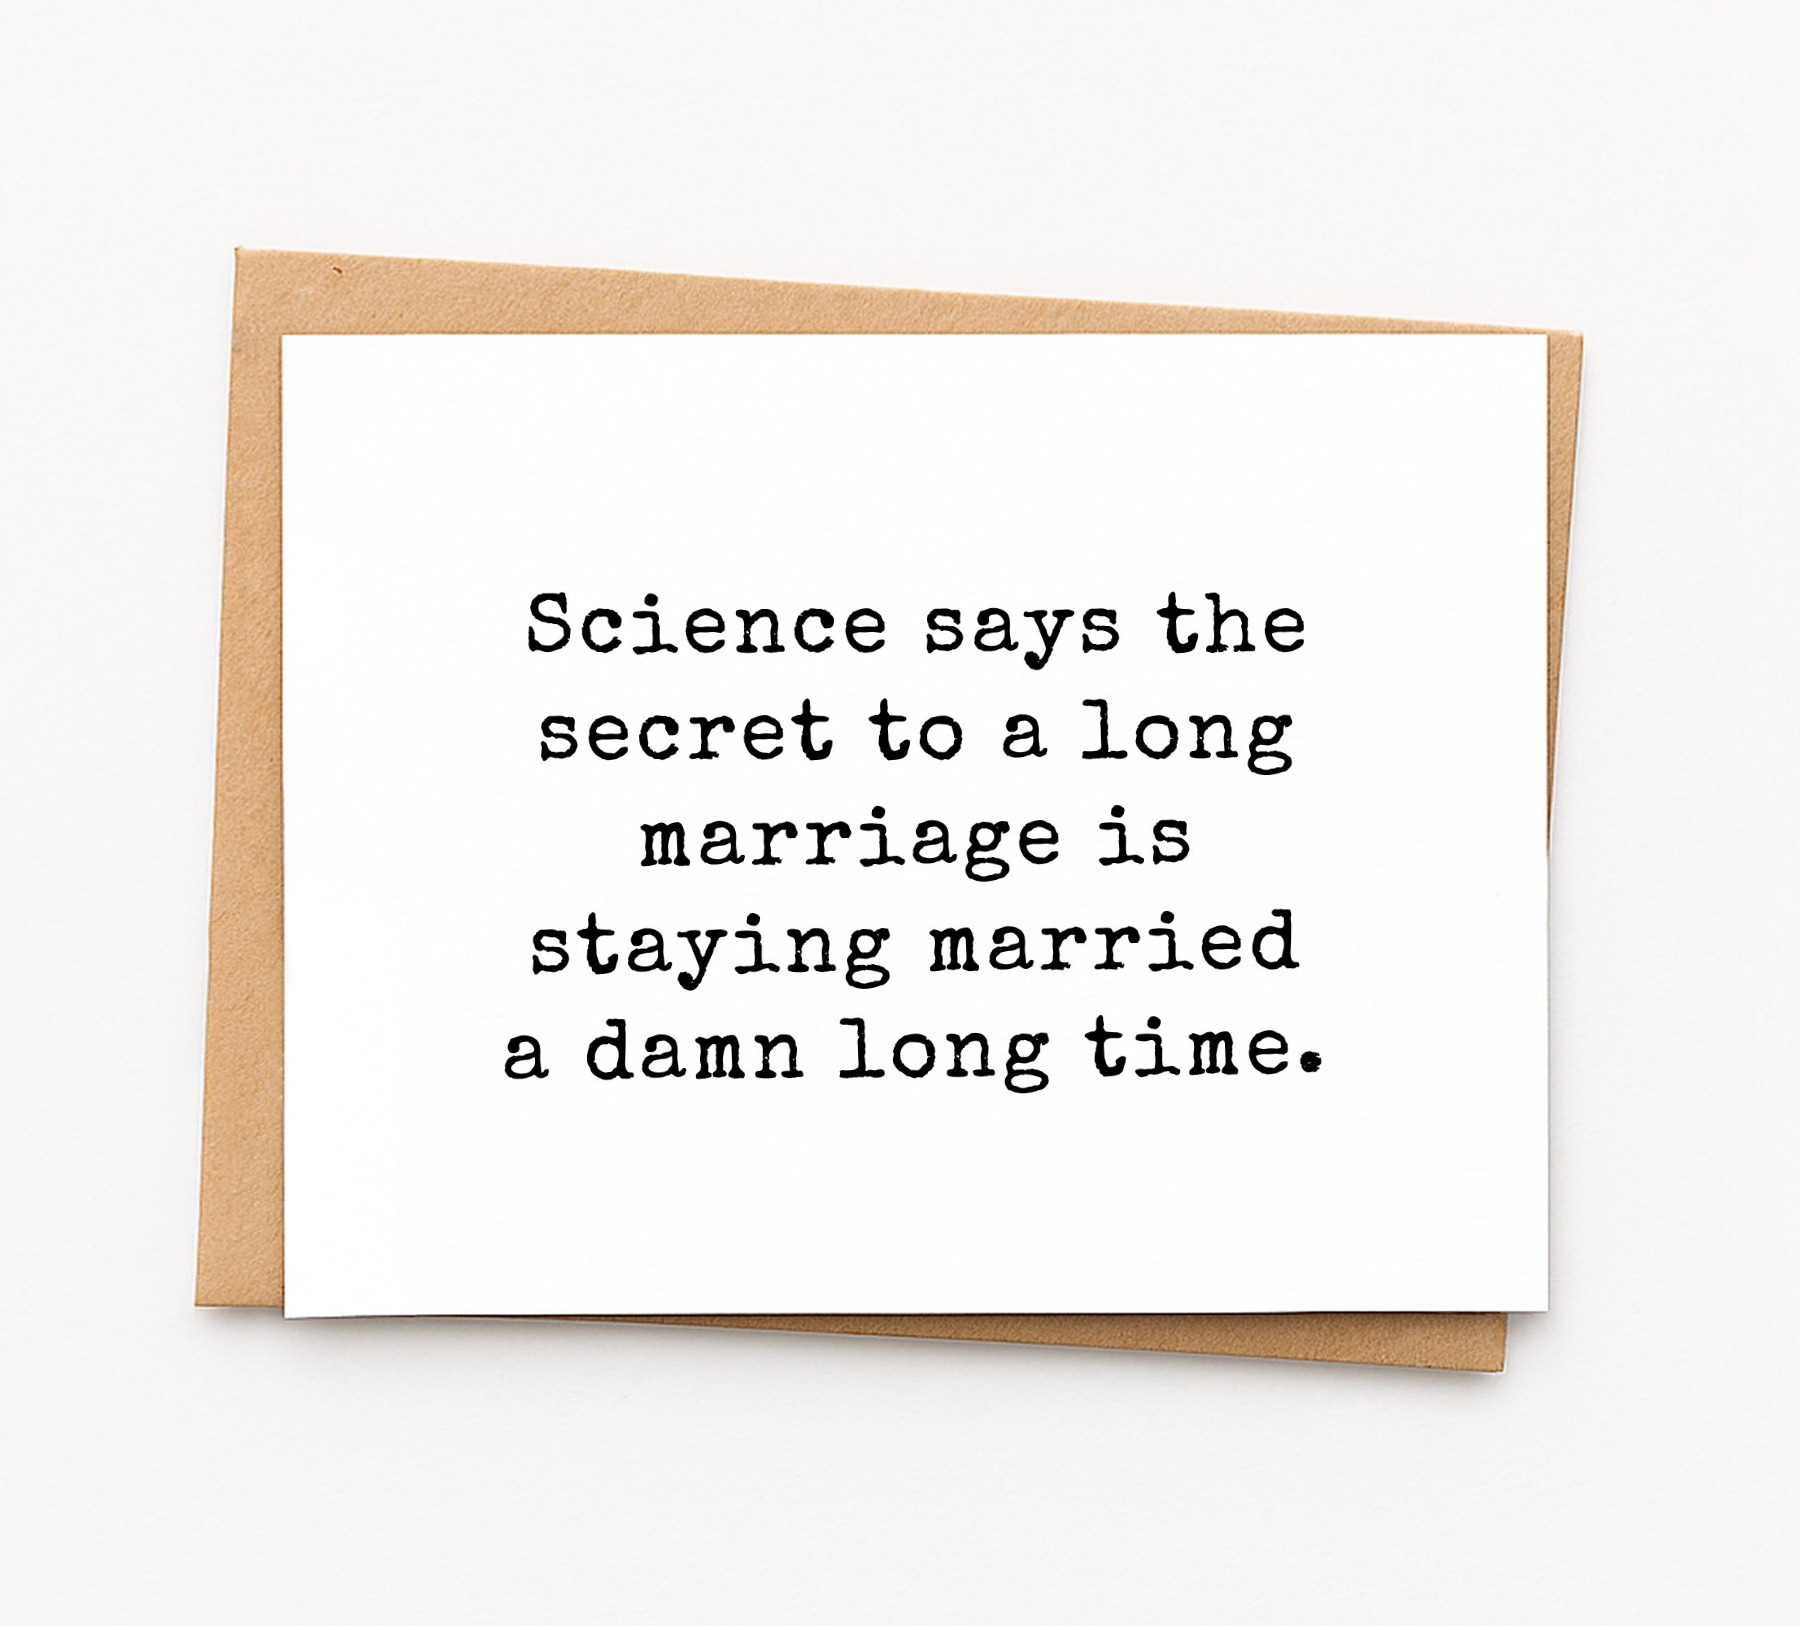 Science says the
secret to a long
marriage is
staying married
a damn long time.